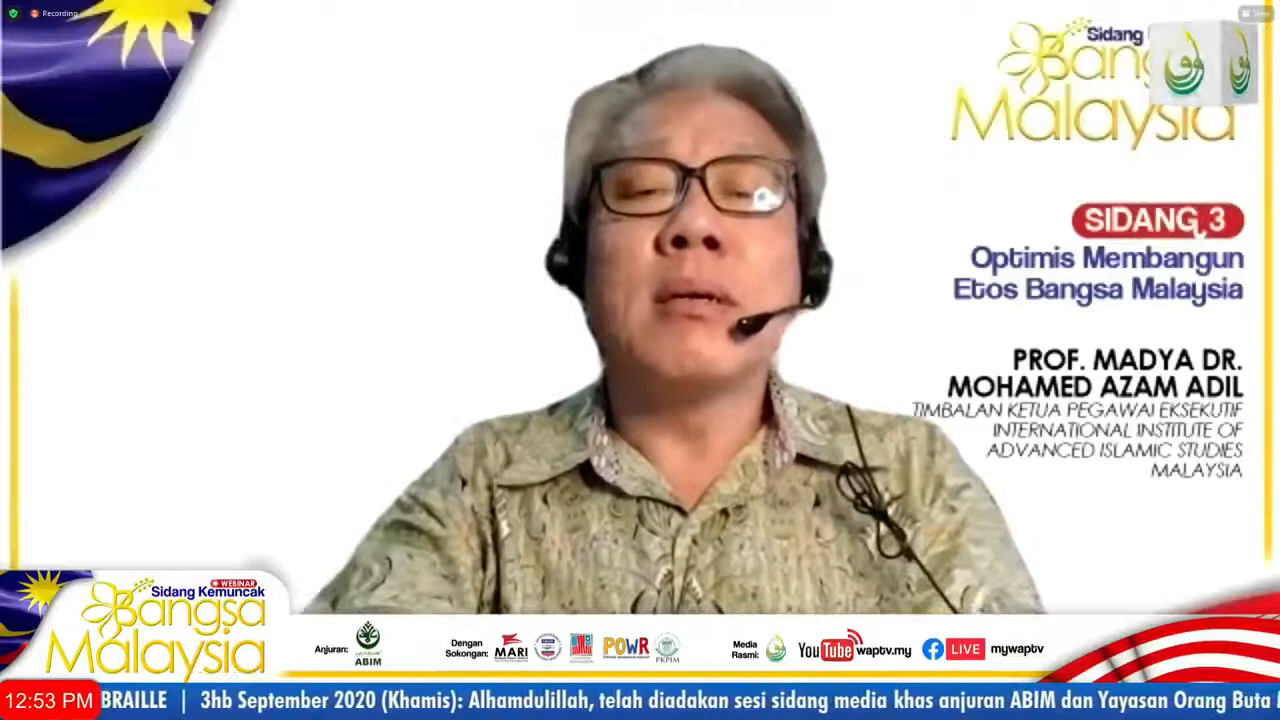 Recording
View
Sidang
Bang
Malaysia
SIDANG 3
Optimis Membangun
Etos Bangsa Malaysia
PROF. MADYA DR.
MOHAMED AZAM ADIL
TIMBALAN KETUA PEGAWAI EKSEKUTIF
INTERNATIONAL INSTITUTE OF
ADVANCED ISLAMIC STUDIES
MALAYSIA
WEBINAR
Sidang Kemuncak
Bangsa
Malaysia
Anjuran:
ABIM
Dengan
Sokongan:
MARI
POWR
PKPIM
Media
Rasmi:
YouTube waptv.my
LIVE mywaptv
12:53 PM
BRAILLE | 3hb September 2020 (Khamis): Alhamdulillah, telah diadakan sesi sidang media khas anjuran ABIM dan Yayasan Orang Buta